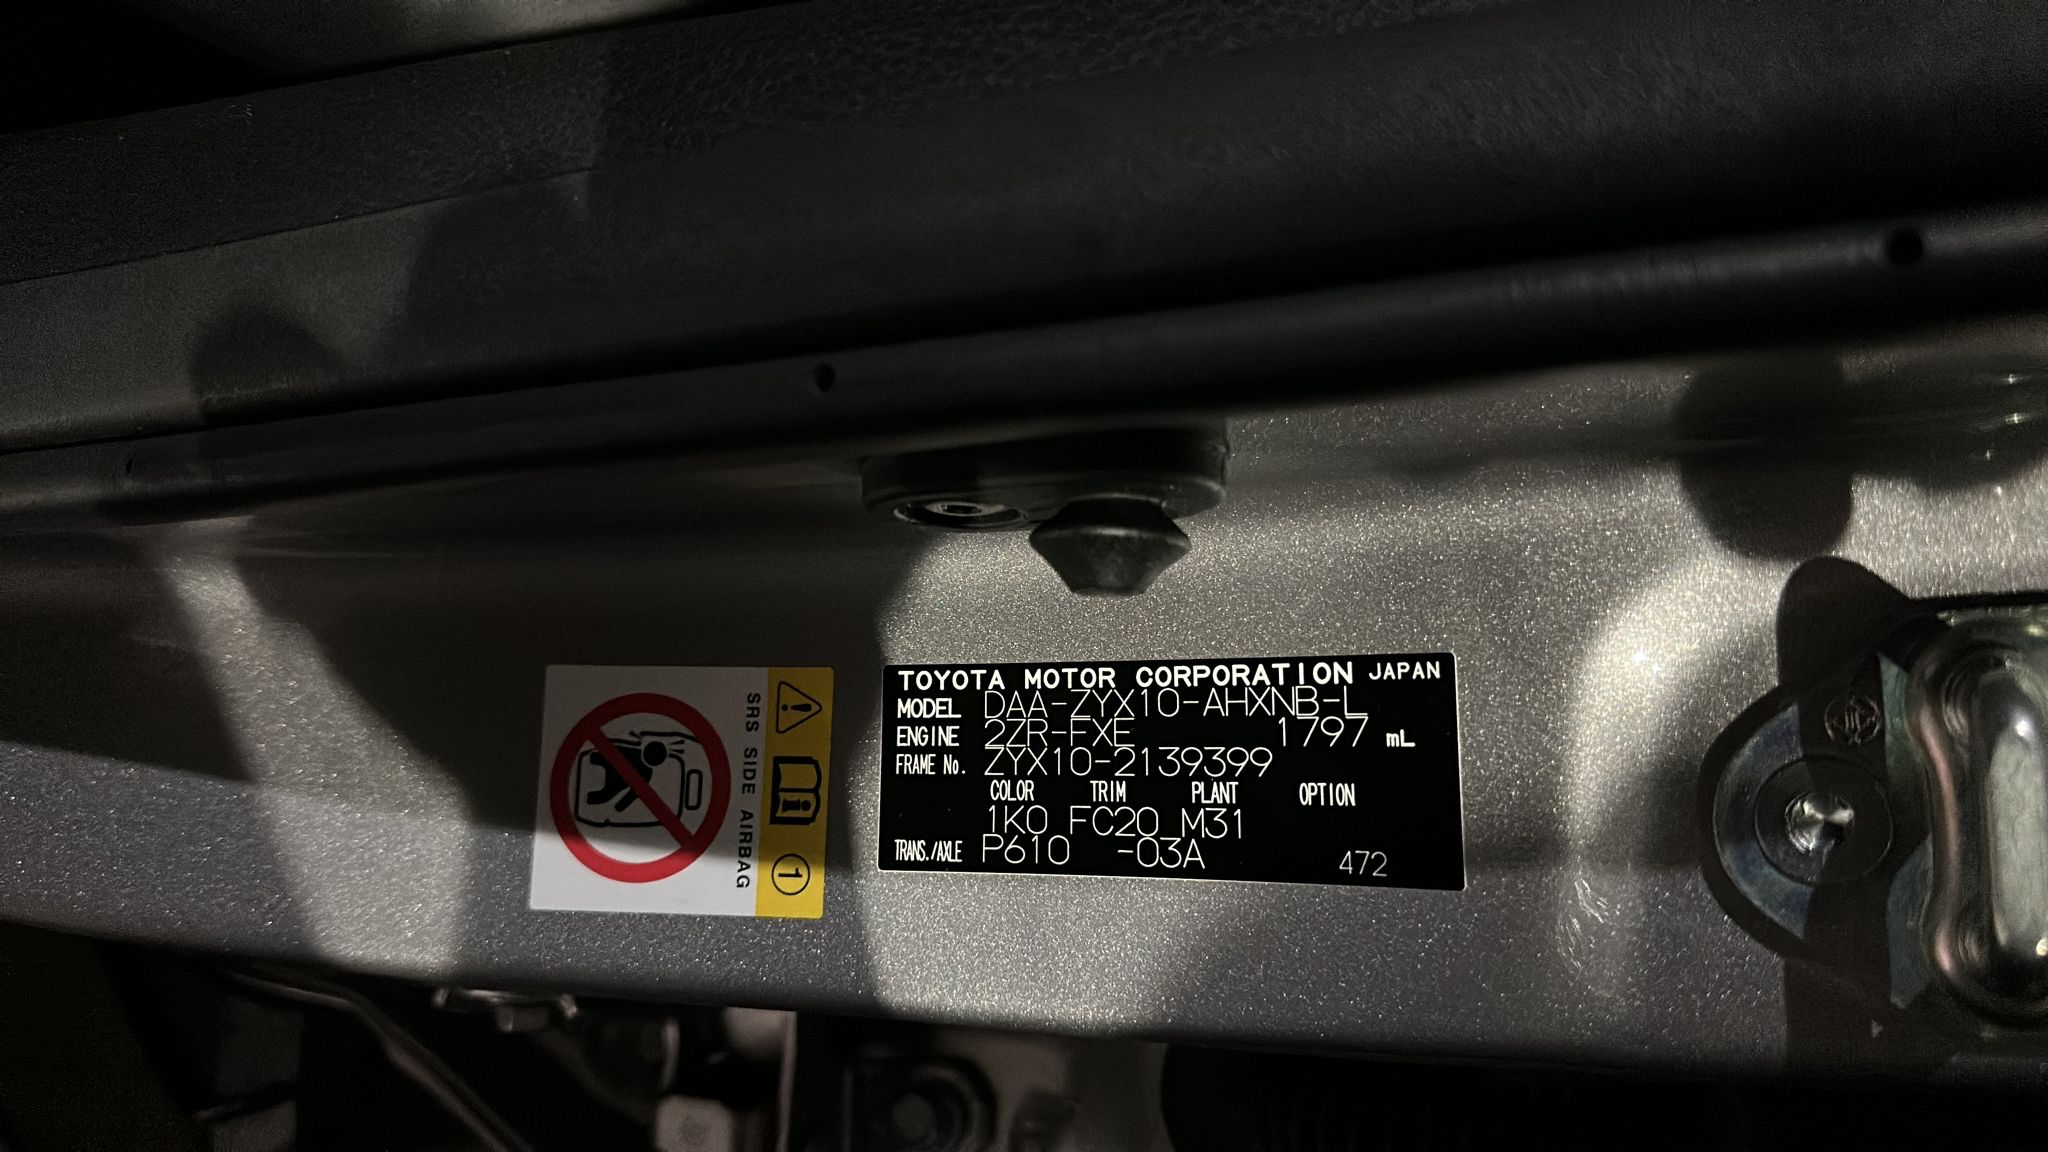 SRS SIDE AIRBAG
1
TOYOTA MOTOR CORPORATION JAPAN
MODEL DAA-ZYX10-AHXNB-L
ENGINE 2ZR-FXE 1797 mL
FRAME No. ZYX10-2139399
COLOR TRIM PLANT OPTION
1K0 FC20 M31
TRANS./AXLE P610 -03A 472